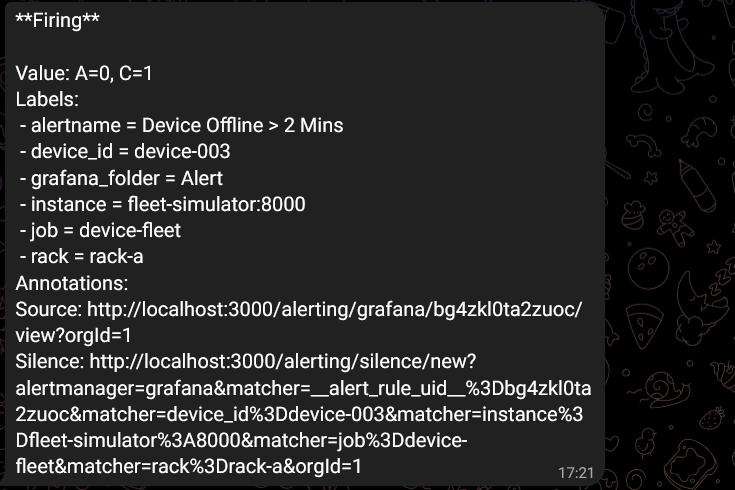 **Firing**
Value: A=0, C=1
Labels:
- alertname = Device Offline > 2 Mins
- device_id = device-003
- grafana_folder = Alert
- instance = fleet-simulator:8000
- job = device-fleet
- rack = rack-a
Annotations:
Source: http://localhost:3000/alerting/grafana/bg4zkl0ta2zuoc/
view?orgId=1
Silence: http://localhost:3000/alerting/silence/new?
alertmanager=grafana&matcher=__alert_rule_uid__%3Dbg4zkl0ta
2zuoc&matcher=device_id%3Ddevice-003&matcher=instance%3
Dfleet-simulator%3A8000&matcher=job%3Ddevice-
fleet&matcher=rack%3Drack-a&orgId=1
17:21